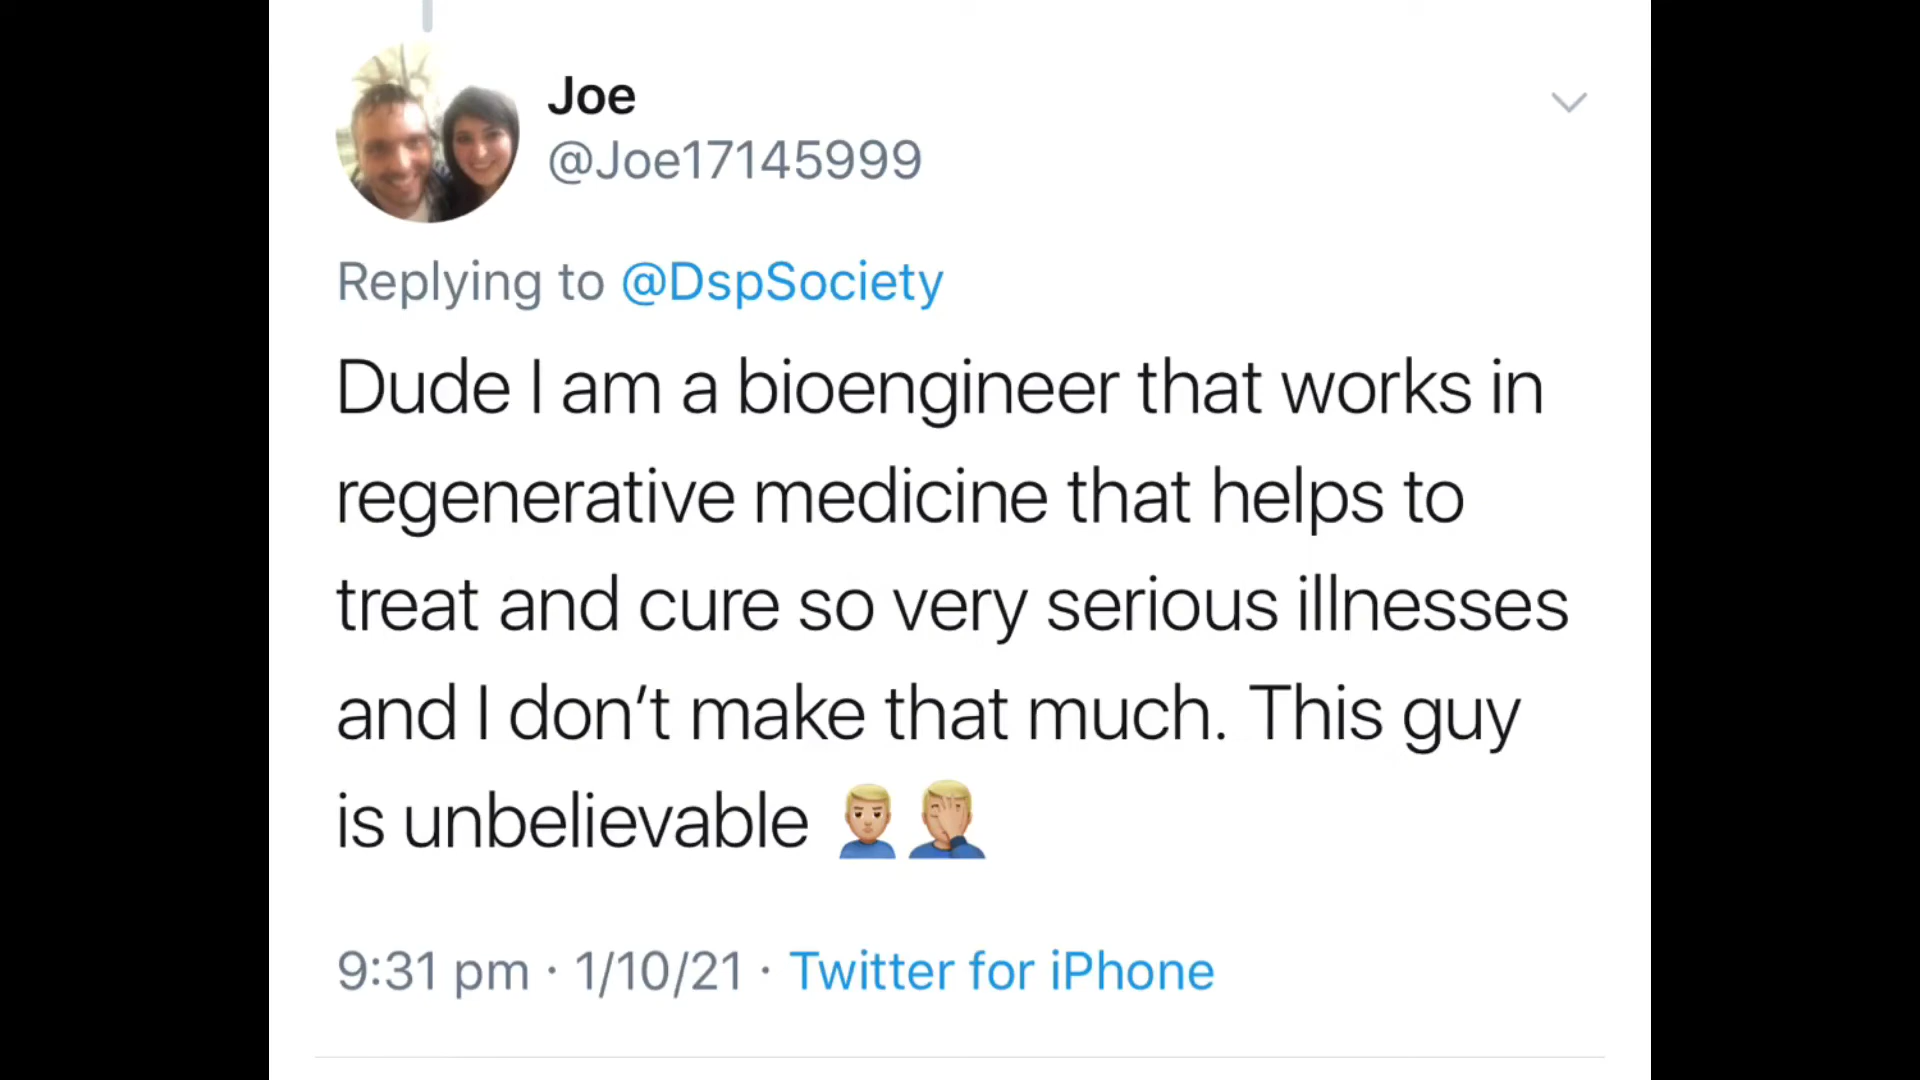 Joe
@Joe17145999
Replying to @DspSociety
Dude I am a bioengineer that works in
regenerative medicine that helps to
treat and cure so very serious illnesses
and I don’t make that much. This guy
is unbelievable
9:31 pm · 1/10/21 · Twitter for iPhone